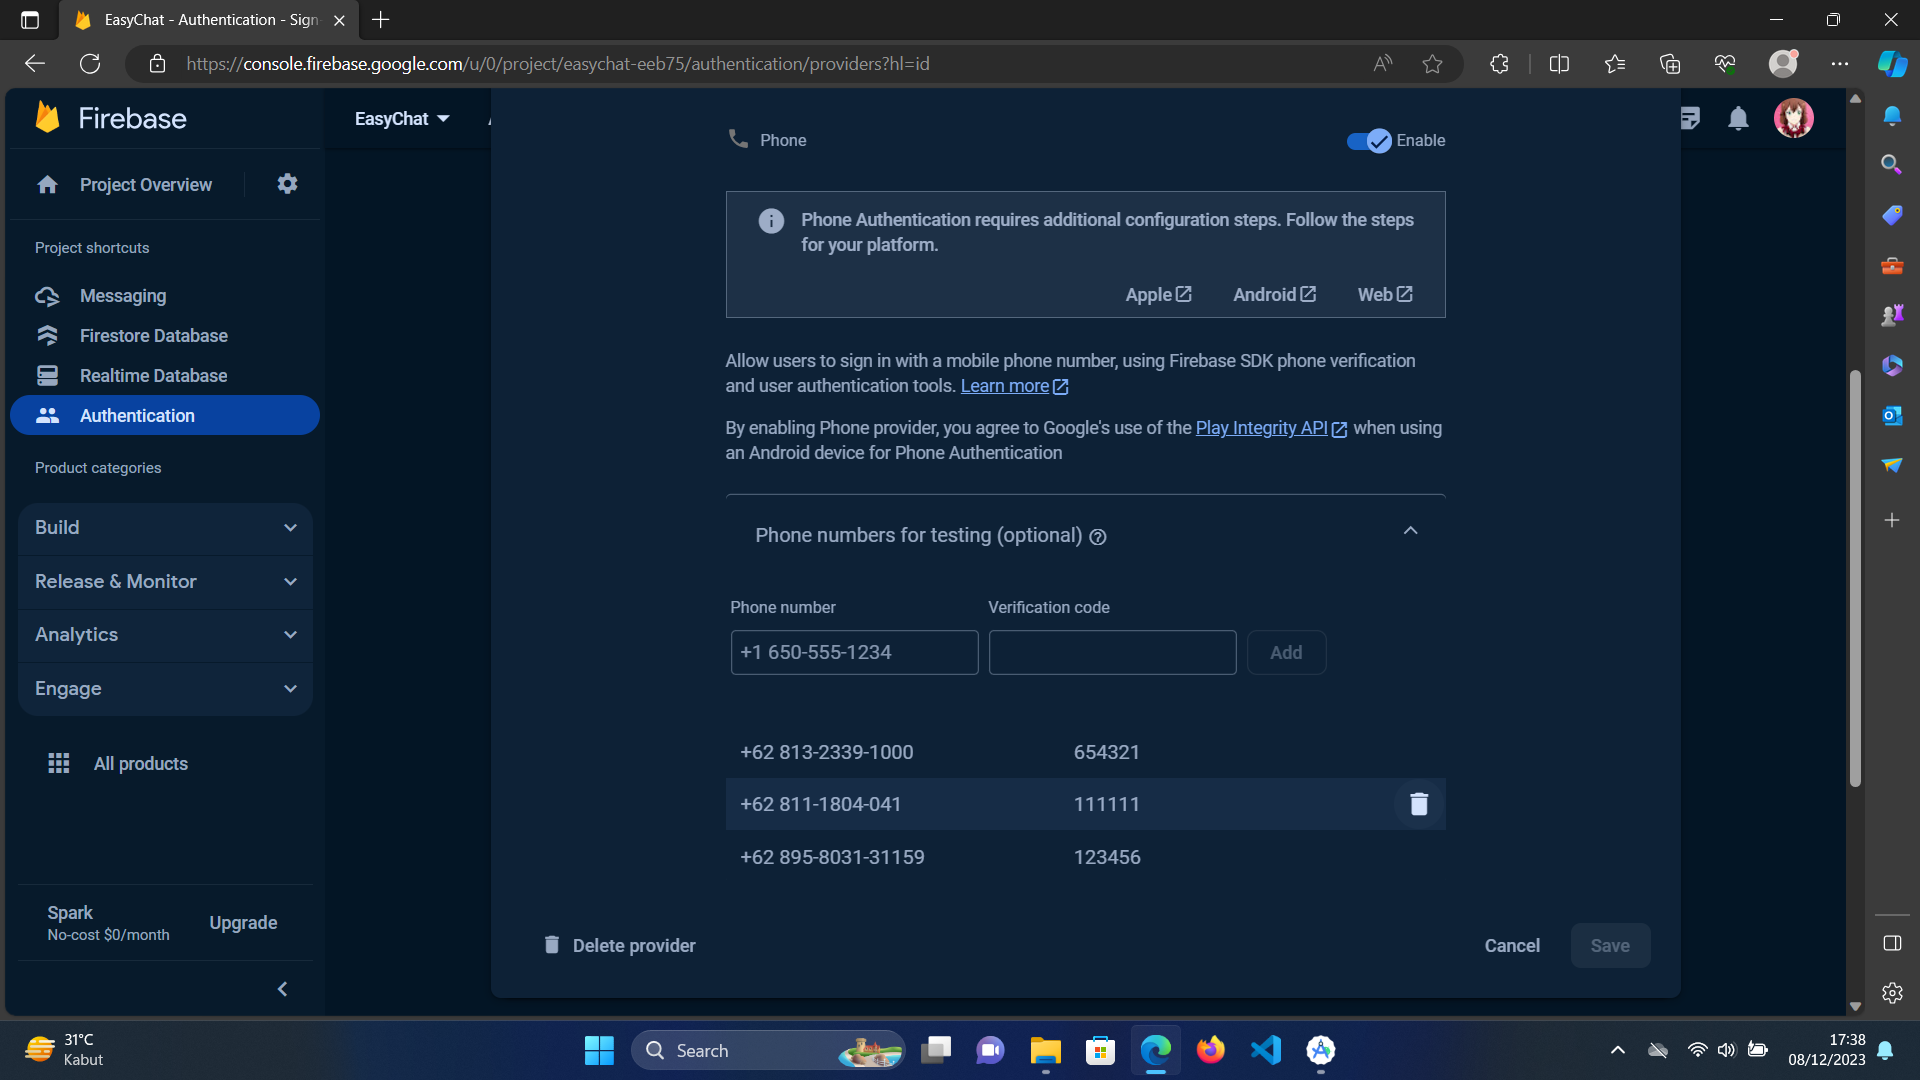 EasyChat - Authentication - Sign-
https://console.firebase.google.com/u/0/project/easychat-eeb75/authentication/providers?hl=id
Firebase
EasyChat
Project Overview
Project shortcuts
Messaging
Firestore Database
Realtime Database
Authentication
Product categories
Build
Release & Monitor
Analytics
Engage
All products
Spark
No-cost $0/month
Upgrade
Phone
Enable
Phone Authentication requires additional configuration steps. Follow the steps
for your platform.
Apple
Android
Web
Allow users to sign in with a mobile phone number, using Firebase SDK phone verification
and user authentication tools. Learn more
By enabling Phone provider, you agree to Google's use of the Play Integrity API when using
an Android device for Phone Authentication
Phone numbers for testing (optional)
Phone number
Verification code
+1 650-555-1234
Add
+62 813-2339-1000 654321
+62 811-1804-041 111111
+62 895-8031-31159 123456
Delete provider
Cancel
Save
31°C
Kabut
Search
17:38
08/12/2023